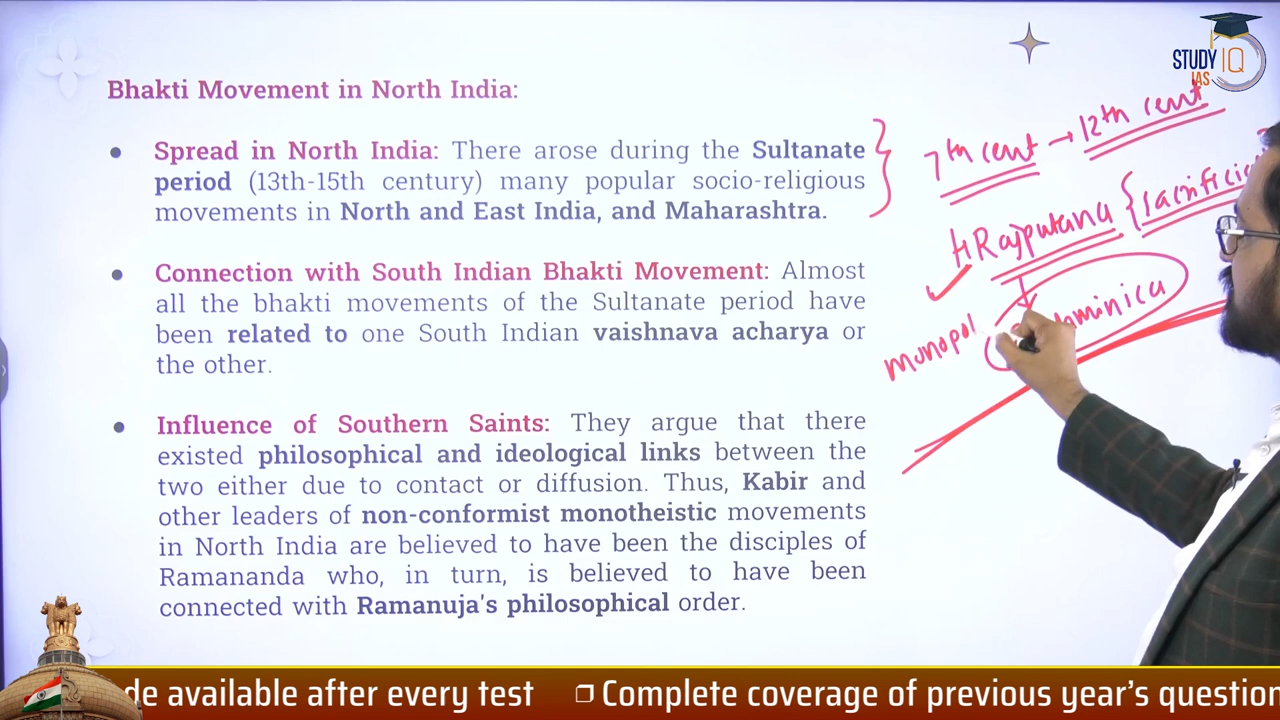 STUDY IQ
IAS
Bhakti Movement in North India:
● Spread in North India: There arose during the Sultanate
period (13th-15th century) many popular socio-religious
movements in North and East India, and Maharashtra.
● Connection with South Indian Bhakti Movement: Almost
all the bhakti movements of the Sultanate period have
been related to one South Indian vaishnava acharya or
the other.
● Influence of Southern Saints: They argue that there
existed philosophical and ideological links between the
two either due to contact or diffusion. Thus, Kabir and
other leaders of non-conformist monotheistic movements
in North India are believed to have been the disciples of
Ramananda who, in turn, is believed to have been
connected with Ramanuja's philosophical order.
7th cent → 12th cent
Rajputana { sacrificia
monopol
de available after every test ❐ Complete coverage of previous year's question